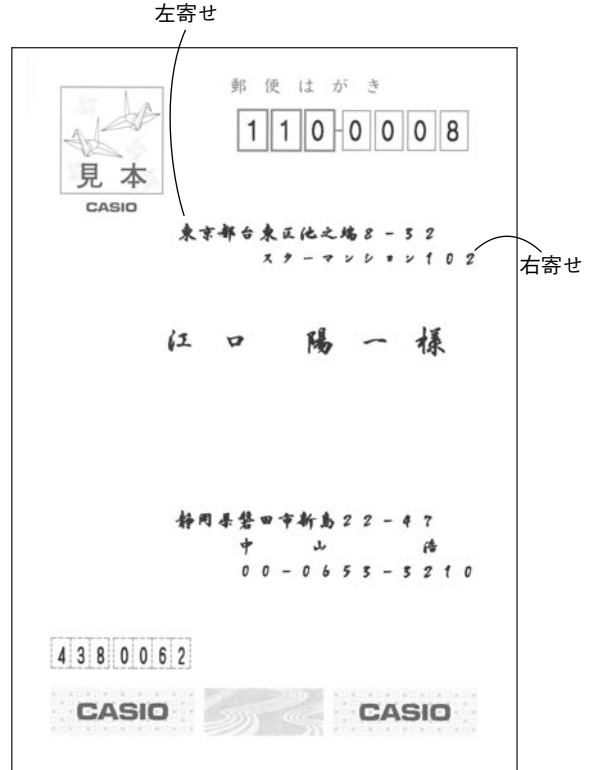 左寄せ
郵便はがき
110-0008
見本
CASIO
東京都台東区池之端8-32
スターマンション102
右寄せ
江口 陽一様
静岡県磐田市新島22-47
中山 浩
00-0653-3210
4380062
CASIO
CASIO